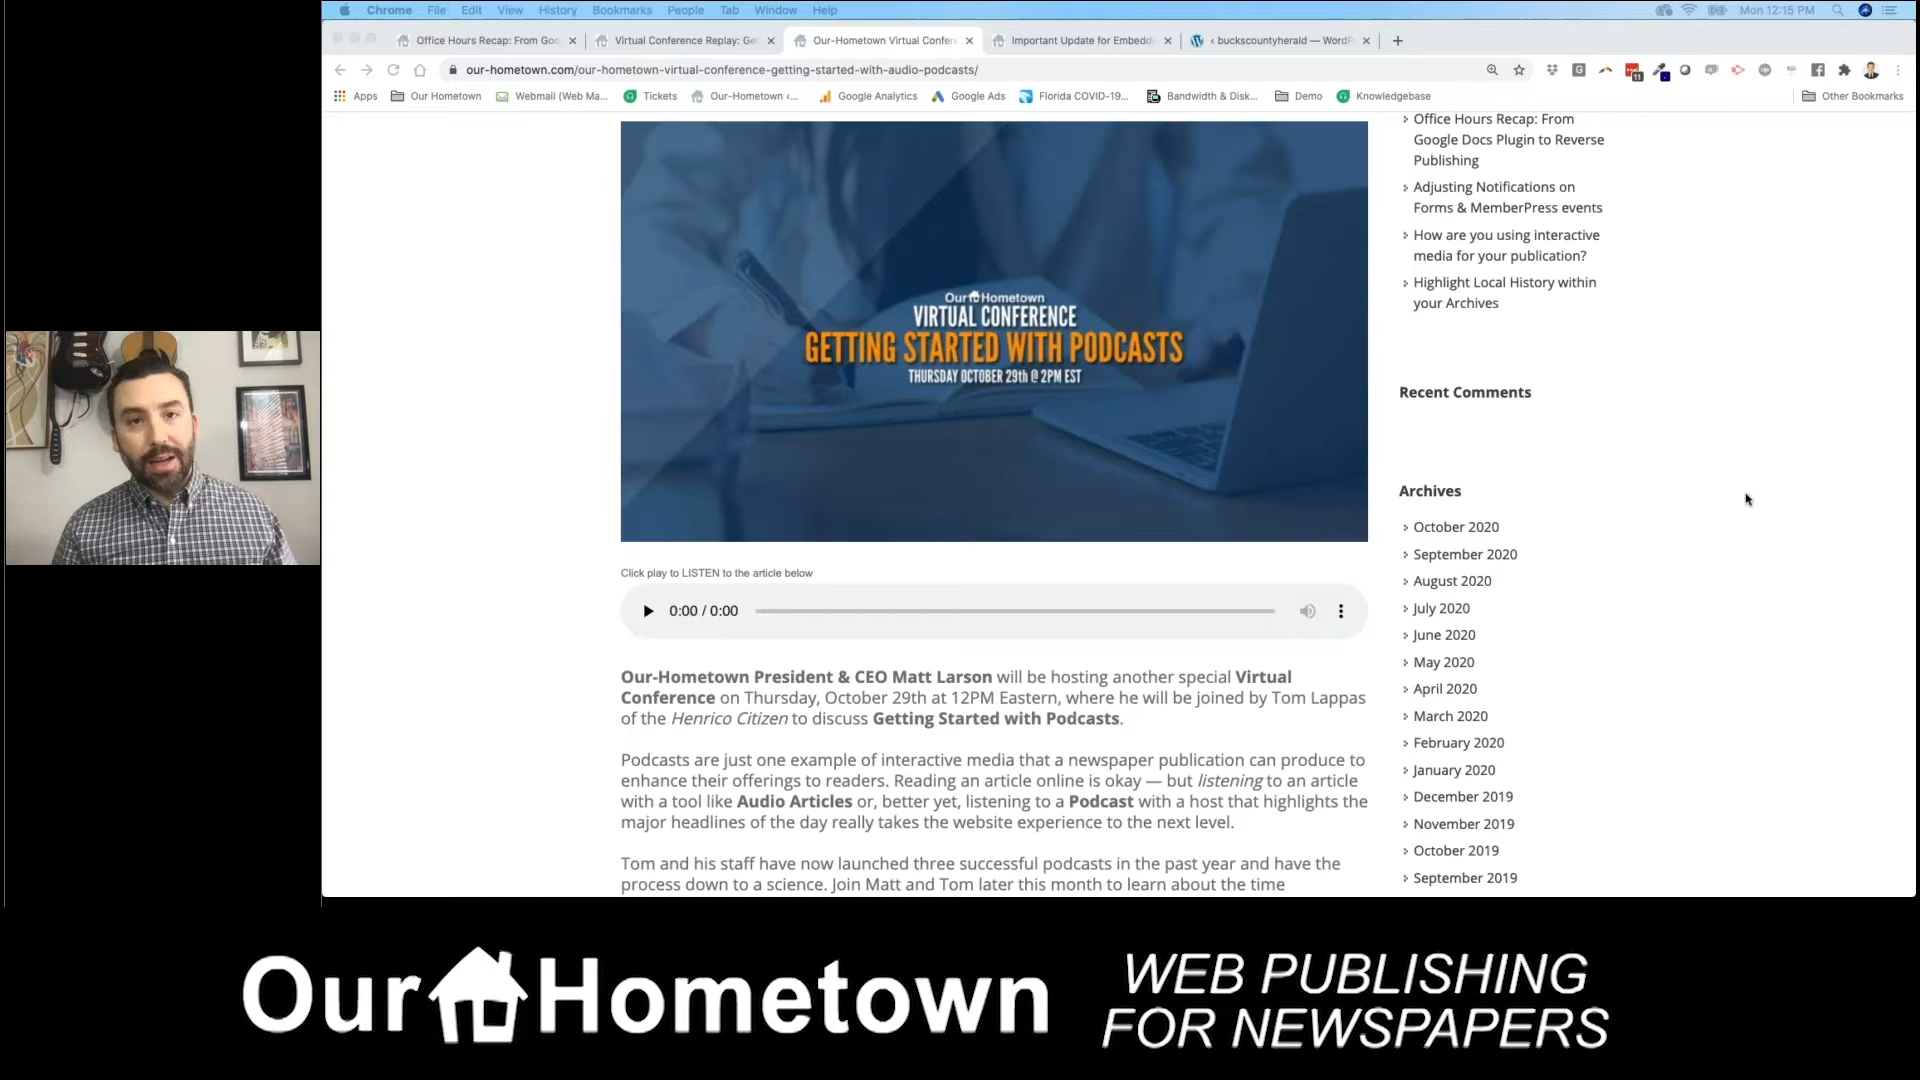 Chrome File Edit View History Bookmarks People Tab Window Help Mon 12:15 PM
Office Hours Recap: From Goo Virtual Conference Replay: Ge Our-Hometown Virtual Conferen Important Update for Embedd ‹ buckscountyherald — WordP
our-hometown.com/our-hometown-virtual-conference-getting-started-with-audio-podcasts/
Apps Our Hometown Webmail (Web Ma... Tickets Our-Hometown ‹... Google Analytics Google Ads Florida COVID-19... Bandwidth & Disk... Demo Knowledgebase Other Bookmarks
Our Hometown
VIRTUAL CONFERENCE
GETTING STARTED WITH PODCASTS
THURSDAY OCTOBER 29th @ 2PM EST
Click play to LISTEN to the article below
0:00 / 0:00
Our-Hometown President & CEO Matt Larson will be hosting another special Virtual
Conference on Thursday, October 29th at 12PM Eastern, where he will be joined by Tom Lappas
of the Henrico Citizen to discuss Getting Started with Podcasts.
Podcasts are just one example of interactive media that a newspaper publication can produce to
enhance their offerings to readers. Reading an article online is okay — but listening to an article
with a tool like Audio Articles or, better yet, listening to a Podcast with a host that highlights the
major headlines of the day really takes the website experience to the next level.
Tom and his staff have now launched three successful podcasts in the past year and have the
process down to a science. Join Matt and Tom later this month to learn about the time
Office Hours Recap: From
Google Docs Plugin to Reverse
Publishing
Adjusting Notifications on
Forms & MemberPress events
How are you using interactive
media for your publication?
Highlight Local History within
your Archives
Recent Comments
Archives
October 2020
September 2020
August 2020
July 2020
June 2020
May 2020
April 2020
March 2020
February 2020
January 2020
December 2019
November 2019
October 2019
September 2019
Our Hometown
WEB PUBLISHING
FOR NEWSPAPERS